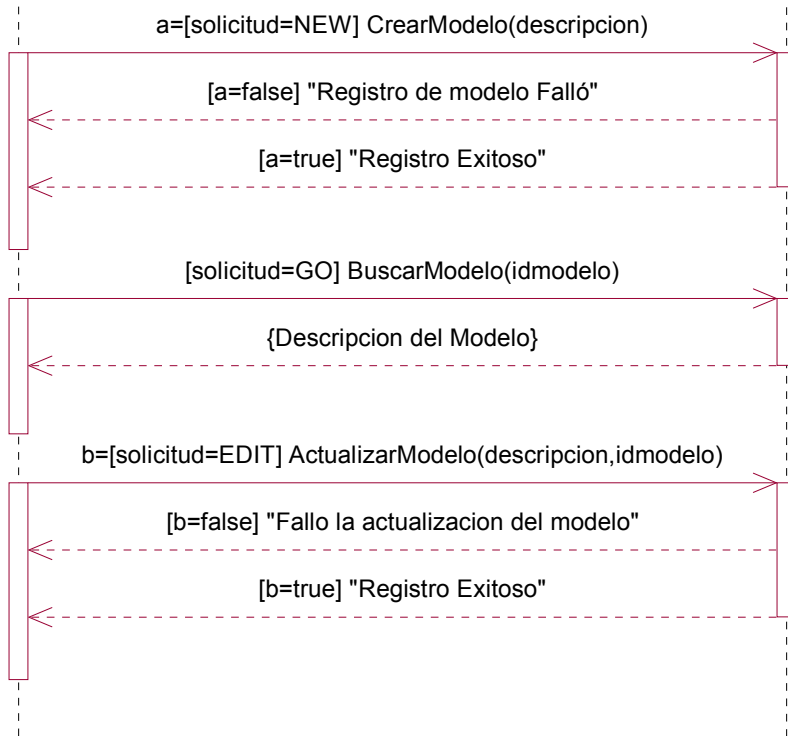 a=[solicitud=NEW] CrearModelo(descripcion)
[a=false] "Registro de modelo Falló"
[a=true] "Registro Exitoso"
[solicitud=GO] BuscarModelo(idmodelo)
{Descripcion del Modelo}
b=[solicitud=EDIT] ActualizarModelo(descripcion,idmodelo)
[b=false] "Fallo la actualizacion del modelo"
[b=true] "Registro Exitoso"